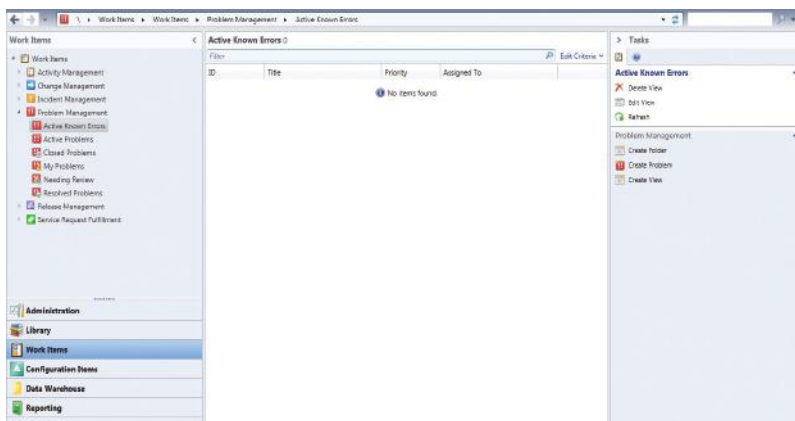 \ ▸ Work Items ▸ Work Items ▸ Problem Management ▸ Active Known Errors
Work Items
Work Items
Activity Management
Change Management
Incident Management
Problem Management
Active Known Errors
Active Problems
Closed Problems
My Problems
Needing Review
Resolved Problems
Release Management
Service Request Fulfillment
Administration
Library
Work Items
Configuration Items
Data Warehouse
Reporting
Active Known Errors 0
Filter
Edit Criteria
ID Title Priority Assigned To
No items found.
Tasks
Active Known Errors
Delete View
Edit View
Refresh
Problem Management
Create Folder
Create Problem
Create View